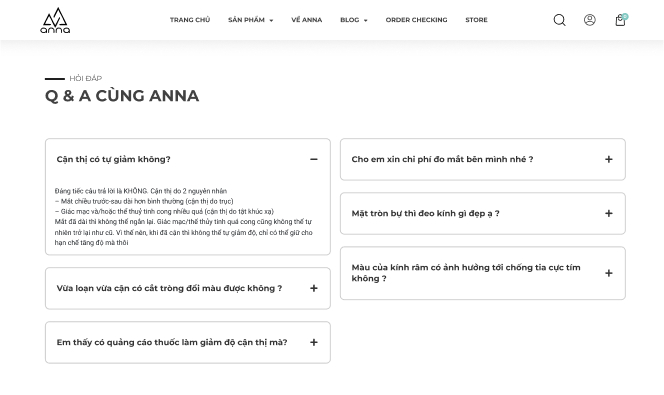 anna
TRANG CHỦ
SẢN PHẨM
VỀ ANNA
BLOG
ORDER CHECKING
STORE
HỎI ĐÁP
Q & A CÙNG ANNA
Cận thị có tự giảm không?
Đáng tiếc câu trả lời là KHÔNG. Cận thị do 2 nguyên nhân
– Mắt chiều trước-sau dài hơn bình thường (cận thị do trục)
– Giác mạc và/hoặc thể thuỷ tinh cong nhiều quá (cận thị do tật khúc xạ)
Mắt đã dài thì không thể ngắn lại. Giác mạc/thể thủy tinh quá cong cũng không thể tự
nhiên trở lại như cũ. Vì thế nên, khi đã cận thì không thể tự giảm độ, chỉ có thể giữ cho
hạn chế tăng độ mà thôi
Vừa loạn vừa cận có cắt tròng đổi màu được không ?
Em thấy có quảng cáo thuốc làm giảm độ cận thị mà?
Cho em xin chi phí đo mắt bên mình nhé ?
Mặt tròn bự thì đeo kính gì đẹp ạ ?
Màu của kính râm có ảnh hưởng tới chống tia cực tím
không ?